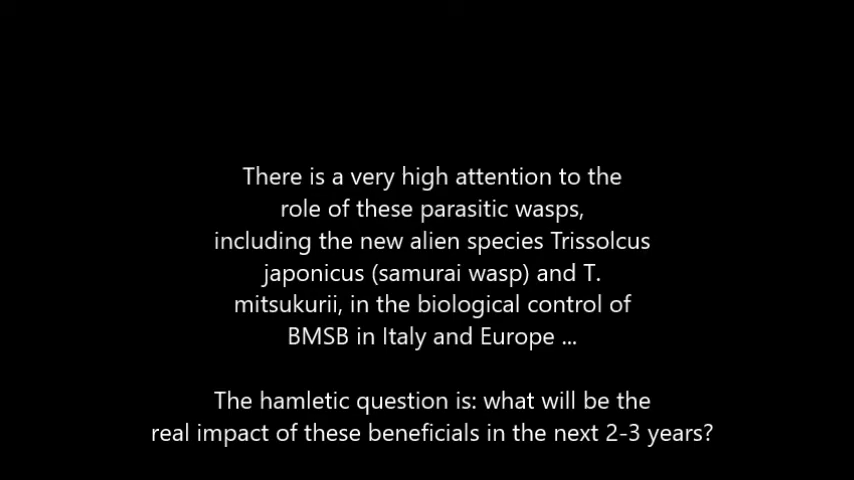 There is a very high attention to the
role of these parasitic wasps,
including the new alien species Trissolcus
japonicus (samurai wasp) and T.
mitsukurii, in the biological control of
BMSB in Italy and Europe ...
The hamletic question is: what will be the
real impact of these beneficials in the next 2-3 years?